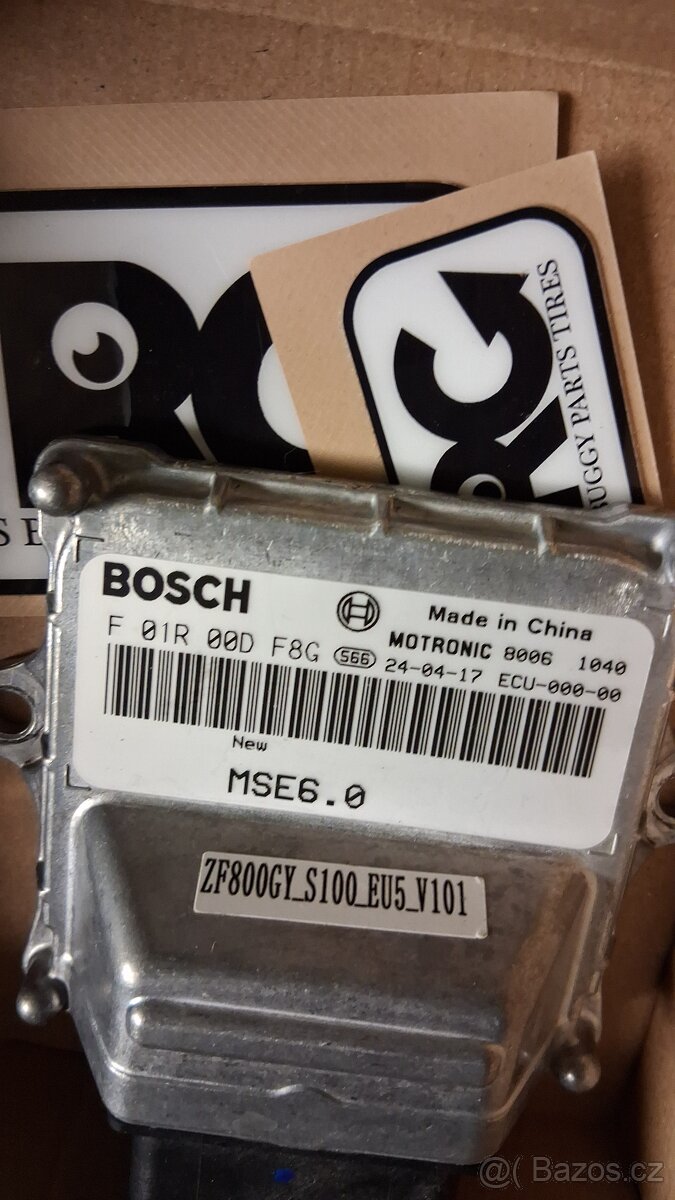 BUGGY PARTS TIRES
BOSCH
Made in China
F 01R 00D F8G 566 MOTRONIC 8006 1040
24-04-17 ECU-000-00
New
MSE6.0
ZF800GY_S100_EU5_V101
@( Bazos.cz